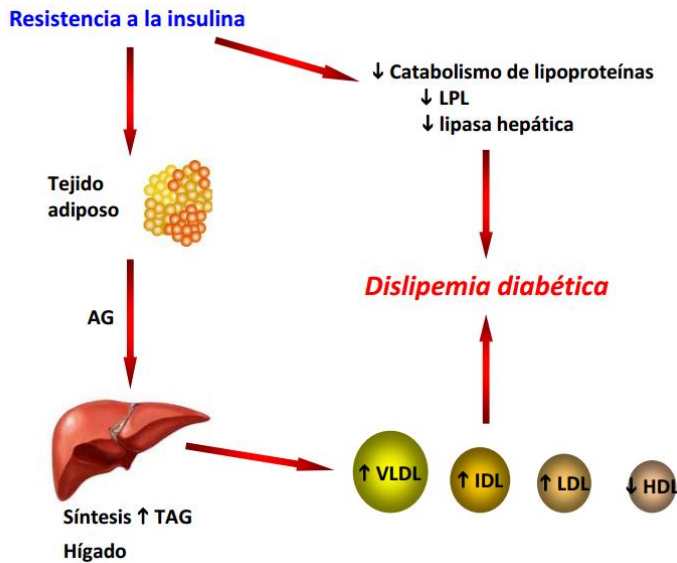 Resistencia a la insulina
↓ Catabolismo de lipoproteínas
↓ LPL
↓ lipasa hepática
Tejido
adiposo
Dislipemia diabética
AG
↑ VLDL
↑ IDL
↑ LDL
↓ HDL
Síntesis ↑ TAG
Hígado